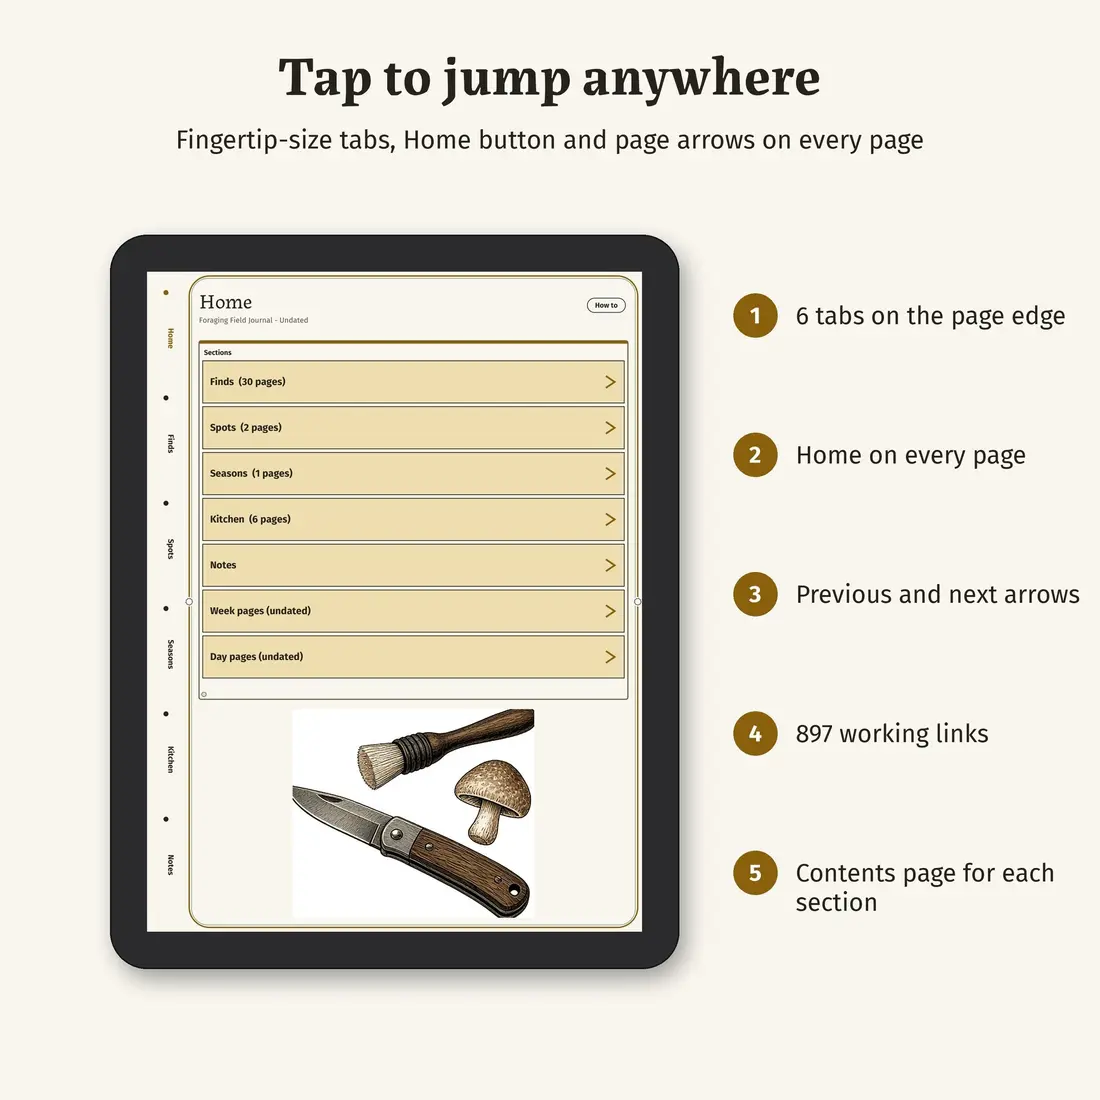 Tap to jump anywhere
Fingertip-size tabs, Home button and page arrows on every page
Home
Foraging Field Journal - Undated
How to
Sections
Finds (30 pages)
Spots (2 pages)
Seasons (1 pages)
Kitchen (6 pages)
Notes
Week pages (undated)
Day pages (undated)
Home
Finds
Spots
Seasons
Kitchen
Notes
1 6 tabs on the page edge
2 Home on every page
3 Previous and next arrows
4 897 working links
5 Contents page for each
section